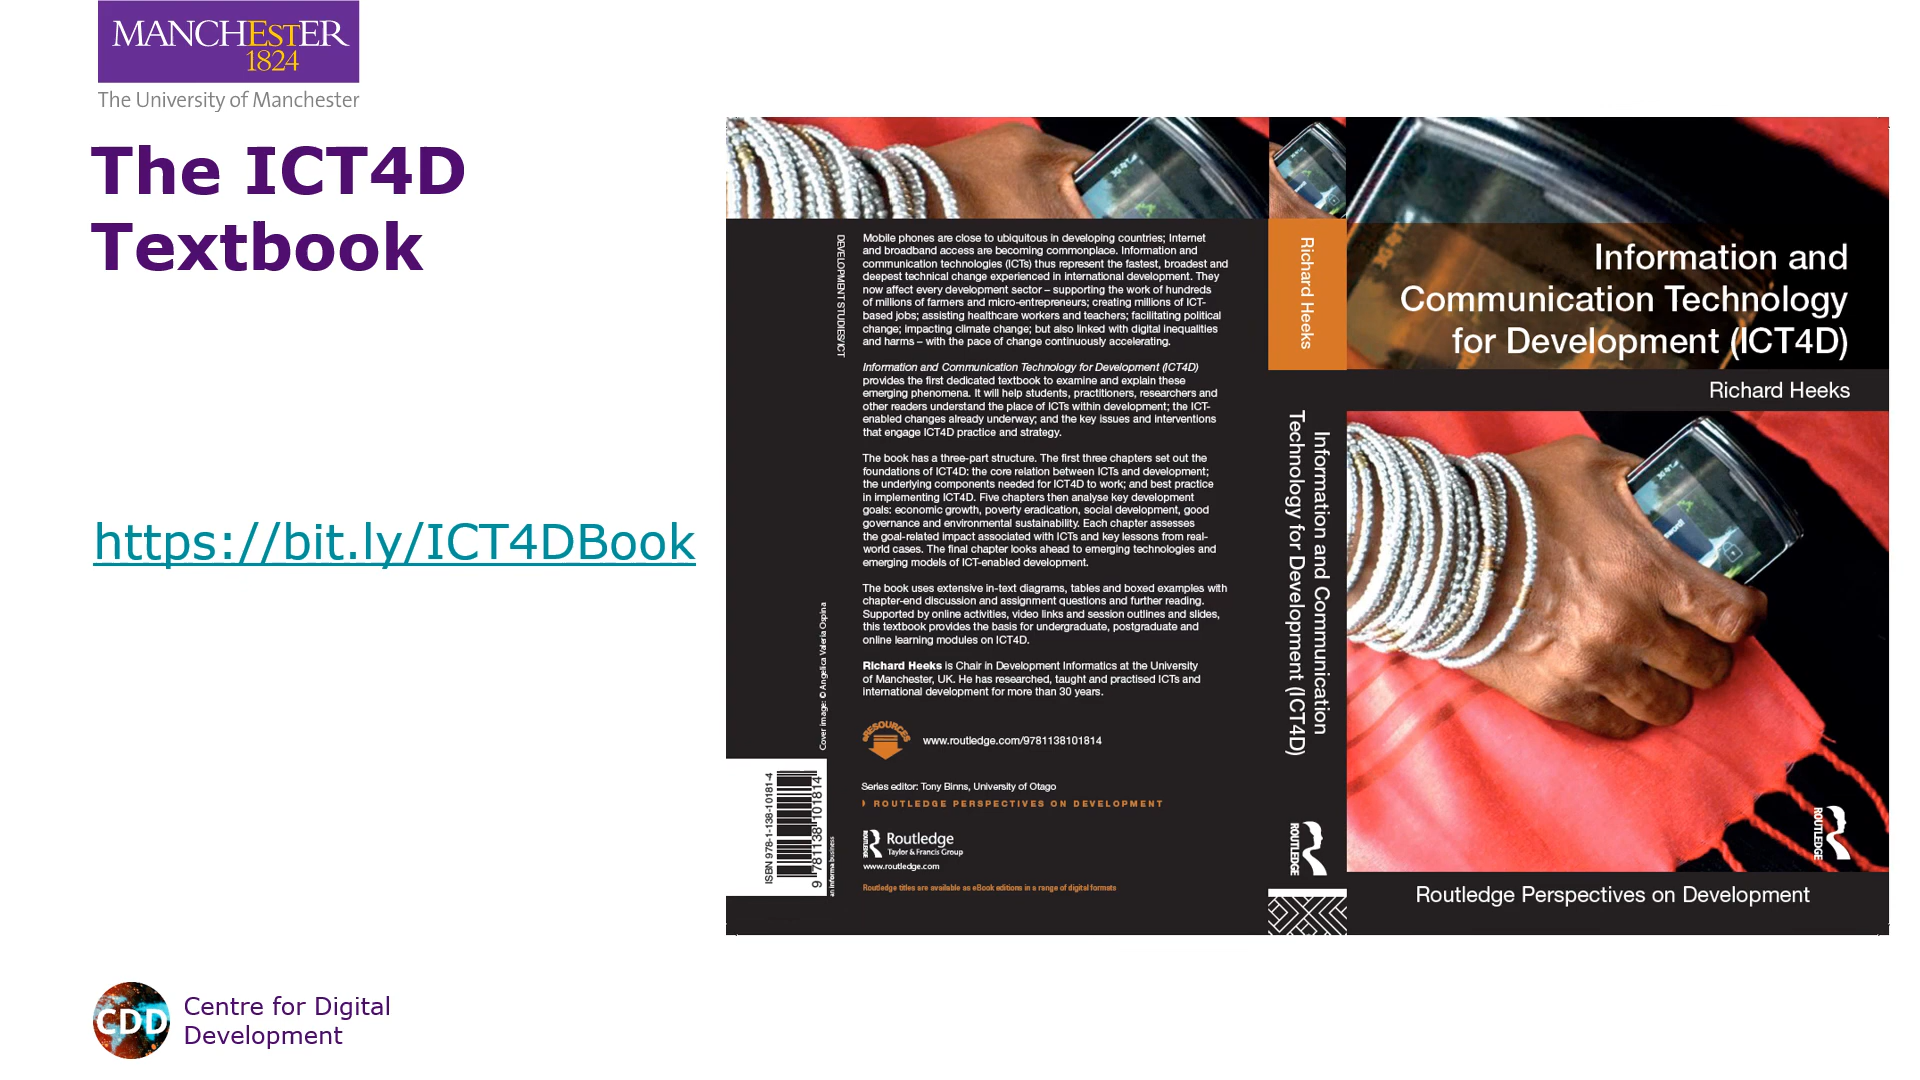 MANCHESTER
1824
The University of Manchester
The ICT4D
Textbook
https://bit.ly/ICT4DBook
CDD
Centre for Digital
Development
DEVELOPMENT STUDIES/ICT
Mobile phones are close to ubiquitous in developing countries; Internet
and broadband access are becoming commonplace. Information and
communication technologies (ICTs) thus represent the fastest, broadest and
deepest technical change experienced in international development. They
now affect every development sector – supporting the work of hundreds
of millions of farmers and micro-entrepreneurs; creating millions of ICT-
based jobs; assisting healthcare workers and teachers; facilitating political
change; impacting climate change; but also linked with digital inequalities
and harms – with the pace of change continuously accelerating.
Information and Communication Technology for Development (ICT4D)
provides the first dedicated textbook to examine and explain these
emerging phenomena. It will help students, practitioners, researchers and
other readers understand the place of ICTs within development; the ICT-
enabled changes already underway; and the key issues and interventions
that engage ICT4D practice and strategy.
The book has a three-part structure. The first three chapters set out the
foundations of ICT4D: the core relation between ICTs and development;
the underlying components needed for ICT4D to work; and best practice
in implementing ICT4D. Five chapters then analyse key development
goals: economic growth, poverty eradication, social development, good
governance and environmental sustainability. Each chapter assesses
the goal-related impact associated with ICTs and key lessons from real-
world cases. The final chapter looks ahead to emerging technologies and
emerging models of ICT-enabled development.
The book uses extensive in-text diagrams, tables and boxed examples with
chapter-end discussion and assignment questions and further reading.
Supported by online activities, video links and session outlines and slides,
this textbook provides the basis for undergraduate, postgraduate and
online learning modules on ICT4D.
Richard Heeks is Chair in Development Informatics at the University
of Manchester, UK. He has researched, taught and practised ICTs and
international development for more than 30 years.
Cover image: © Angelica Valeria Ospina
eRESOURCES
www.routledge.com/9781138101814
Series editor: Tony Binns, University of Otago
ROUTLEDGE PERSPECTIVES ON DEVELOPMENT
ROUTLEDGE
Routledge
Taylor & Francis Group
www.routledge.com
an informa business
Routledge titles are available as eBook editions in a range of digital formats
ISBN 978-1-138-10181-4
9 781138 101814
Richard Heeks
Information and Communication
Technology for Development (ICT4D)
ROUTLEDGE
Information and
Communication Technology
for Development (ICT4D)
Richard Heeks
ROUTLEDGE
Routledge Perspectives on Development